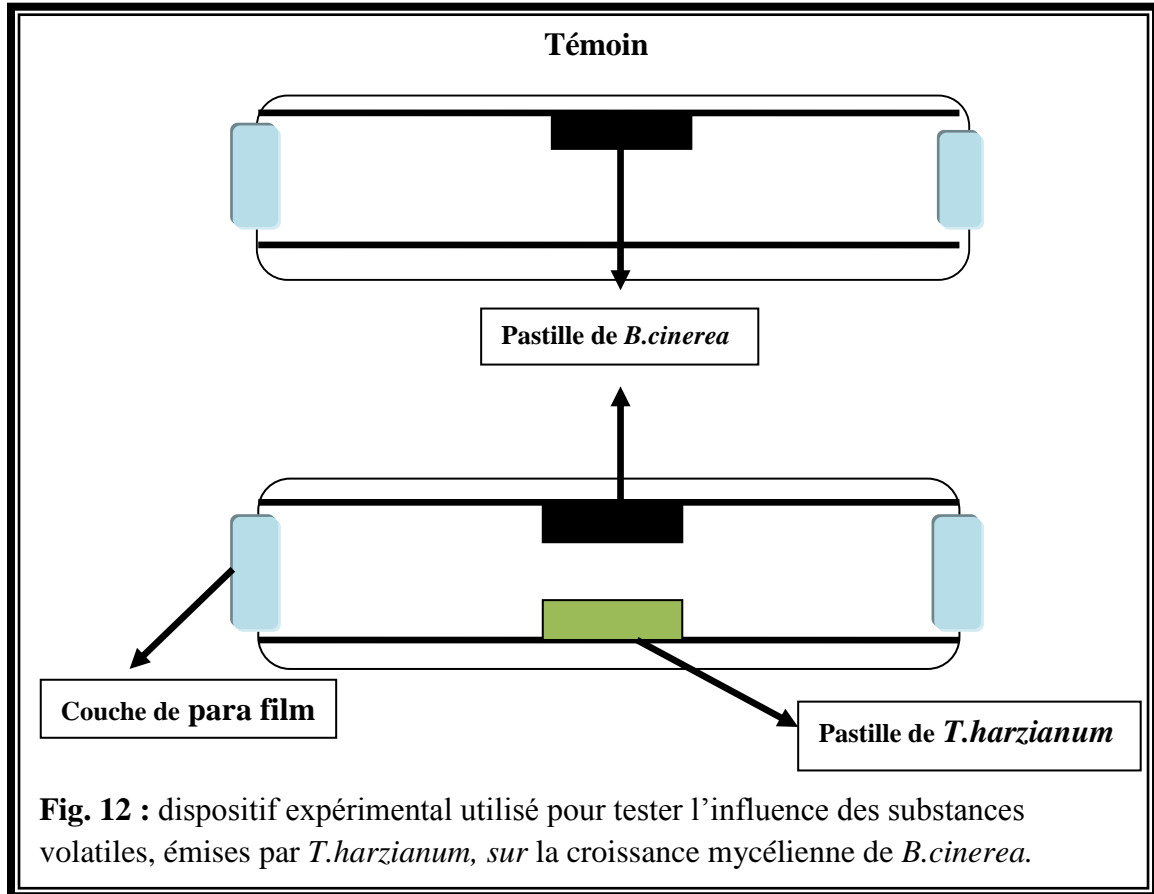 Témoin
Pastille de B.cinerea
Couche de para film
Pastille de T.harzianum
Fig. 12 : dispositif expérimental utilisé pour tester l’influence des substances
volatiles, émises par T.harzianum, sur la croissance mycélienne de B.cinerea.